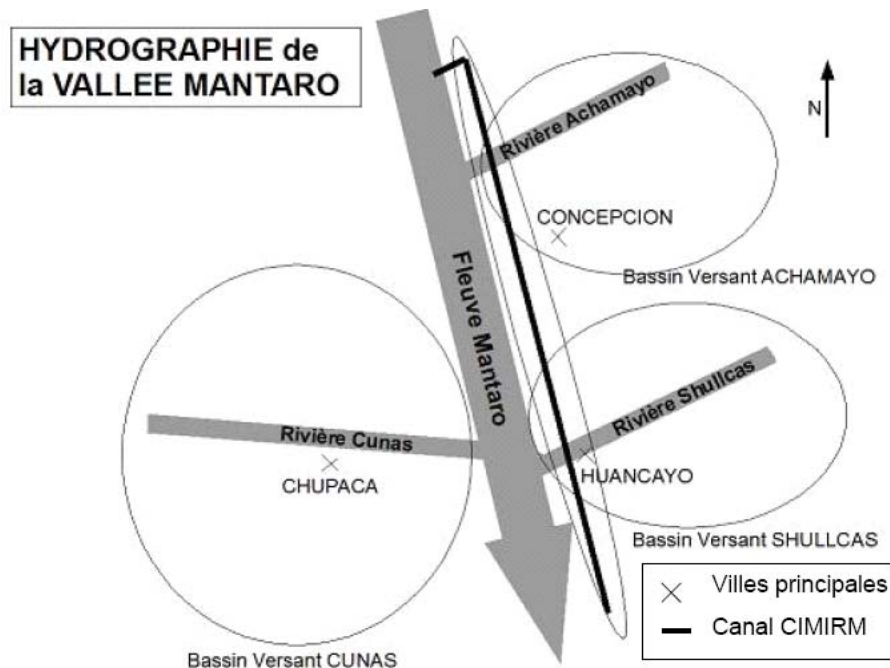 HYDROGRAPHIE de
la VALLEE MANTARO
N
Rivière Achamayo
CONCEPCION
Bassin Versant ACHAMAYO
Fleuve Mantaro
Rivière Shullcas
Rivière Cunas
CHUPACA
HUANCAYO
Bassin Versant SHULLCAS
Bassin Versant CUNAS
Villes principales
Canal CIMIRM